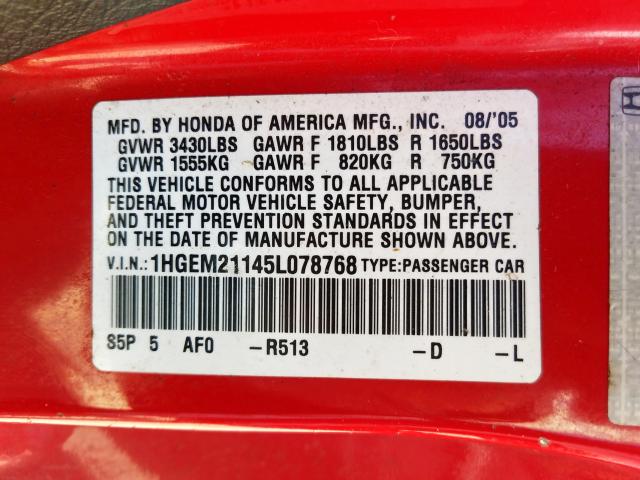 MFD. BY HONDA OF AMERICA MFG., INC. 08/'05
GVWR 3430LBS GAWR F 1810LBS R 1650LBS
GVWR 1555KG GAWR F 820KG R 750KG
THIS VEHICLE CONFORMS TO ALL APPLICABLE
FEDERAL MOTOR VEHICLE SAFETY, BUMPER,
AND THEFT PREVENTION STANDARDS IN EFFECT
ON THE DATE OF MANUFACTURE SHOWN ABOVE.
V.I.N.: 1HGEM21145L078768 TYPE:PASSENGER CAR
S5P 5 AF0 -R513 -D -L